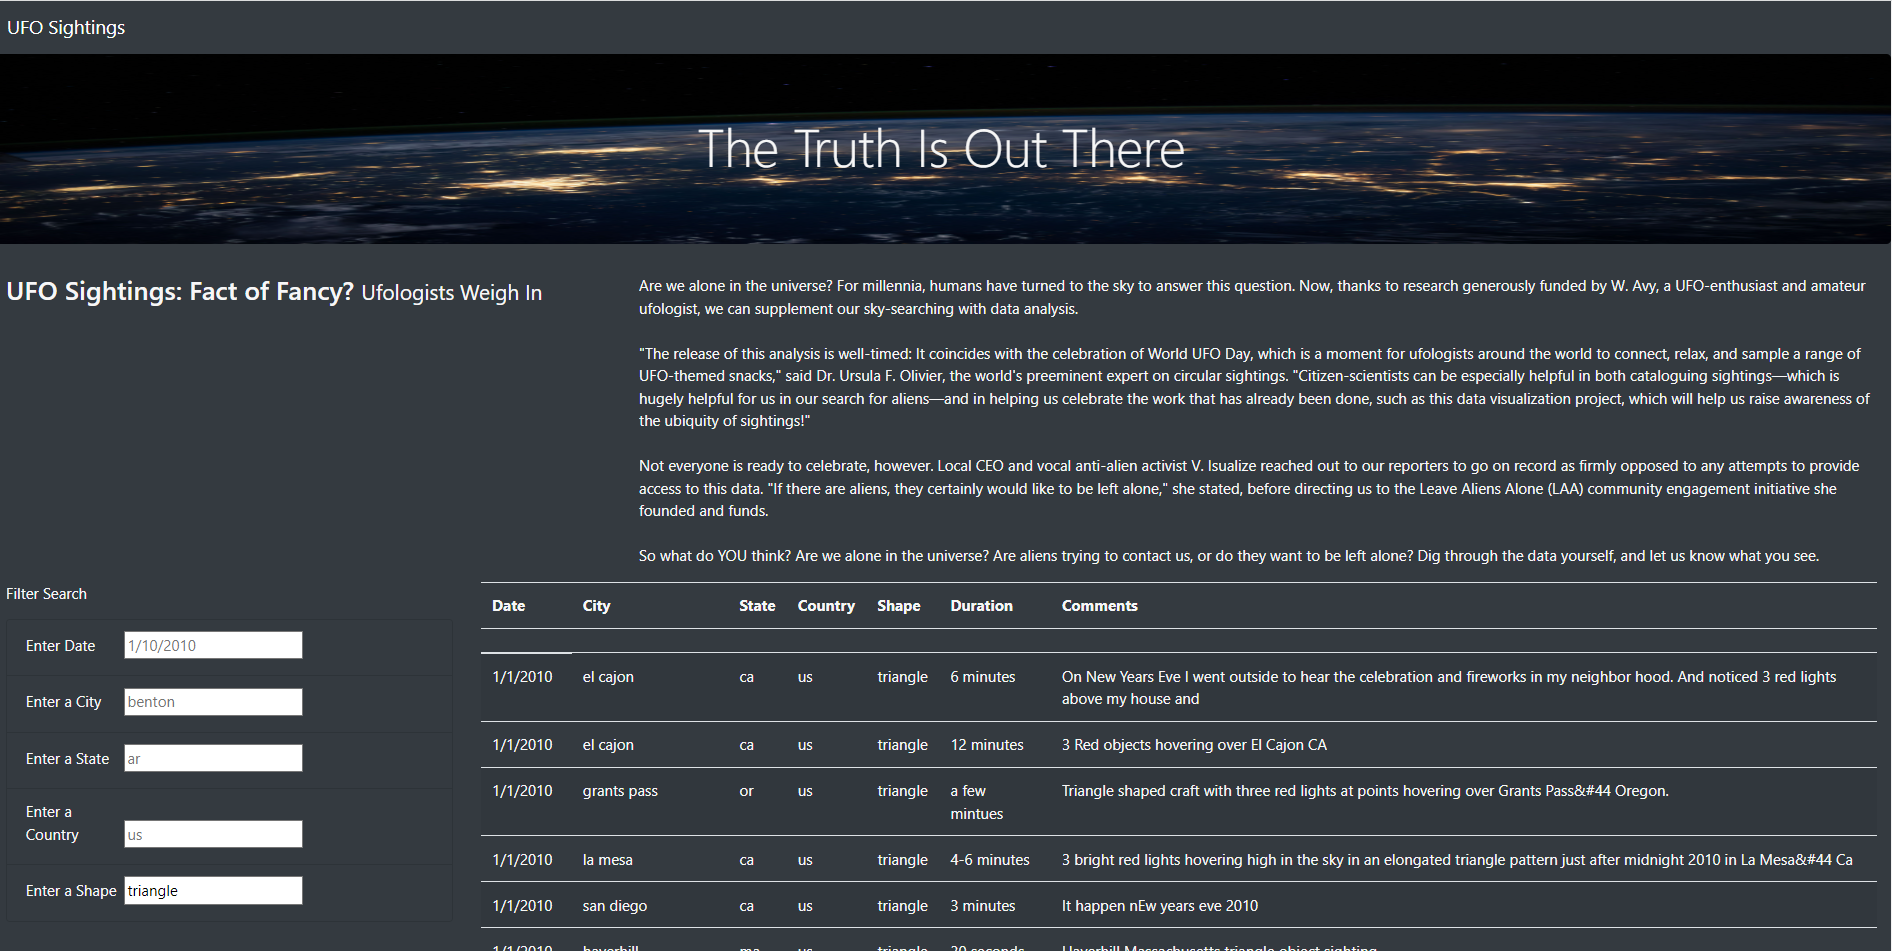 UFO Sightings
The Truth Is Out There
UFO Sightings: Fact of Fancy? Ufologists Weigh In
Are we alone in the universe? For millennia, humans have turned to the sky to answer this question. Now, thanks to research generously funded by W. Avy, a UFO-enthusiast and amateur
ufologist, we can supplement our sky-searching with data analysis.
"The release of this analysis is well-timed: It coincides with the celebration of World UFO Day, which is a moment for ufologists around the world to connect, relax, and sample a range of
UFO-themed snacks," said Dr. Ursula F. Olivier, the world's preeminent expert on circular sightings. "Citizen-scientists can be especially helpful in both cataloguing sightings—which is
hugely helpful for us in our search for aliens—and in helping us celebrate the work that has already been done, such as this data visualization project, which will help us raise awareness of
the ubiquity of sightings!"
Not everyone is ready to celebrate, however. Local CEO and vocal anti-alien activist V. Isualize reached out to our reporters to go on record as firmly opposed to any attempts to provide
access to this data. "If there are aliens, they certainly would like to be left alone," she stated, before directing us to the Leave Aliens Alone (LAA) community engagement initiative she
founded and funds.
So what do YOU think? Are we alone in the universe? Are aliens trying to contact us, or do they want to be left alone? Dig through the data yourself, and let us know what you see.
Filter Search
Enter Date 1/10/2010
Enter a City benton
Enter a State ar
Enter a
Country us
Enter a Shape triangle
Date City State Country Shape Duration Comments
1/1/2010 el cajon ca us triangle 6 minutes On New Years Eve I went outside to hear the celebration and fireworks in my neighbor hood. And noticed 3 red lights
above my house and
1/1/2010 el cajon ca us triangle 12 minutes 3 Red objects hovering over El Cajon CA
1/1/2010 grants pass or us triangle a few Triangle shaped craft with three red lights at points hovering over Grants Pass&#44 Oregon.
mintues
1/1/2010 la mesa ca us triangle 4-6 minutes 3 bright red lights hovering high in the sky in an elongated triangle pattern just after midnight 2010 in La Mesa&#44 Ca
1/1/2010 san diego ca us triangle 3 minutes It happen nEw years eve 2010
1/1/2010 haverhill ma us triangle 20 seconds Haverhill Massachusetts triangle object sighting